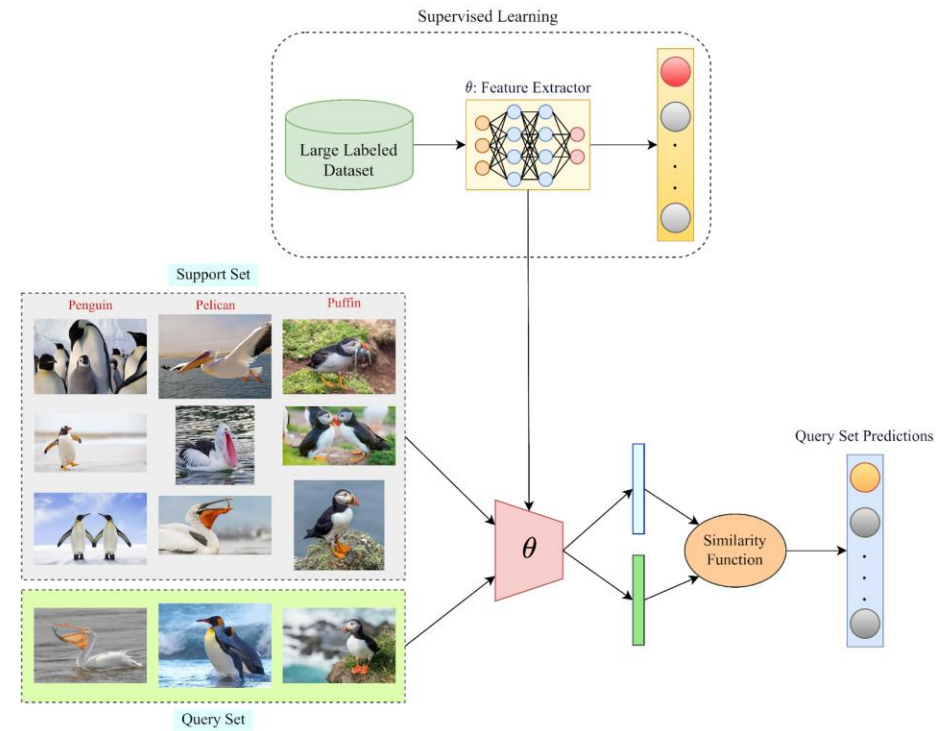 Supervised Learning
θ: Feature Extractor
Large Labeled
Dataset
Support Set
Penguin
Pelican
Puffin
Query Set Predictions
θ
Similarity
Function
Query Set